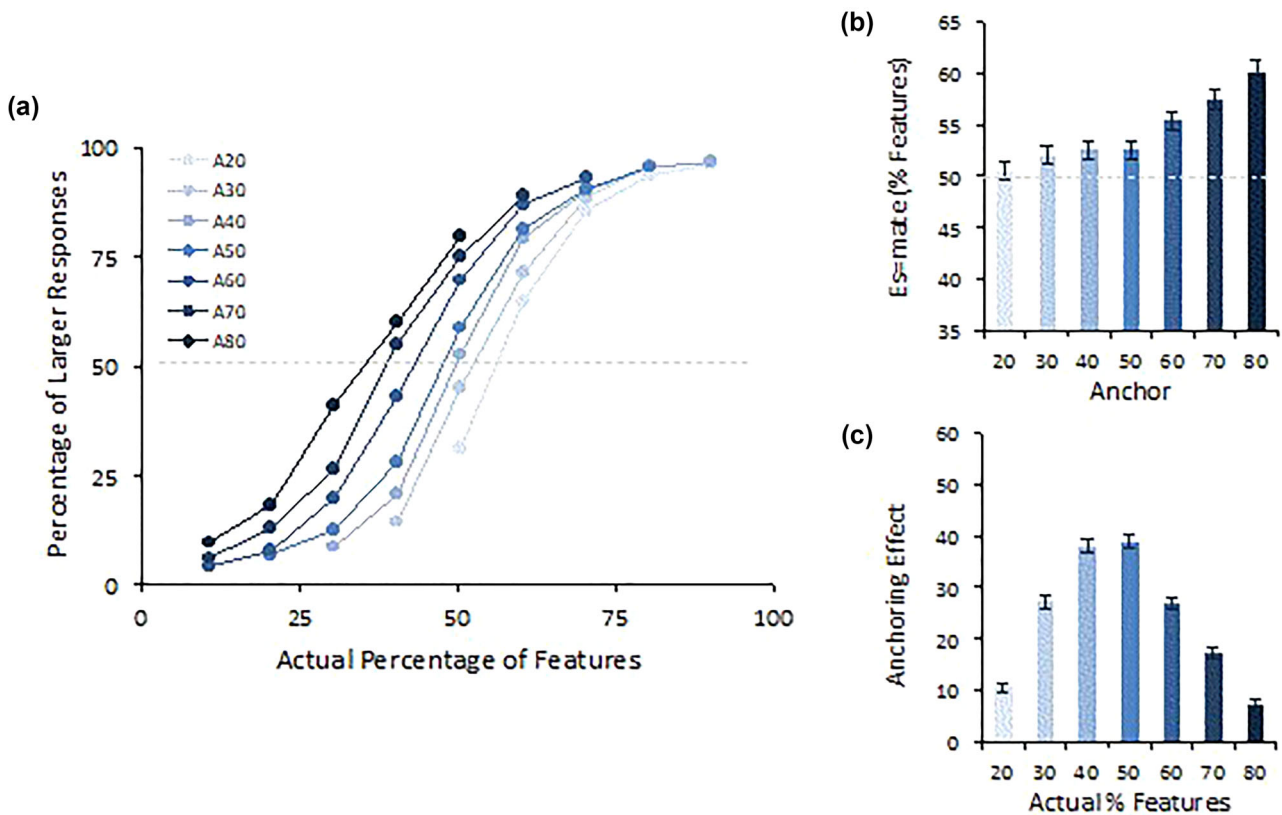 (a)
Percentage of Larger Responses
100
75
50
25
0
A20
A30
A40
A50
A60
A70
A80
0 25 50 75 100
Actual Percentage of Features
(b)
Es=mate (% Features)
65
60
55
50
45
40
35
20 30 40 50 60 70 80
Anchor
(c)
Anchoring Effect
60
50
40
30
20
10
0
20 30 40 50 60 70 80
Actual % Features